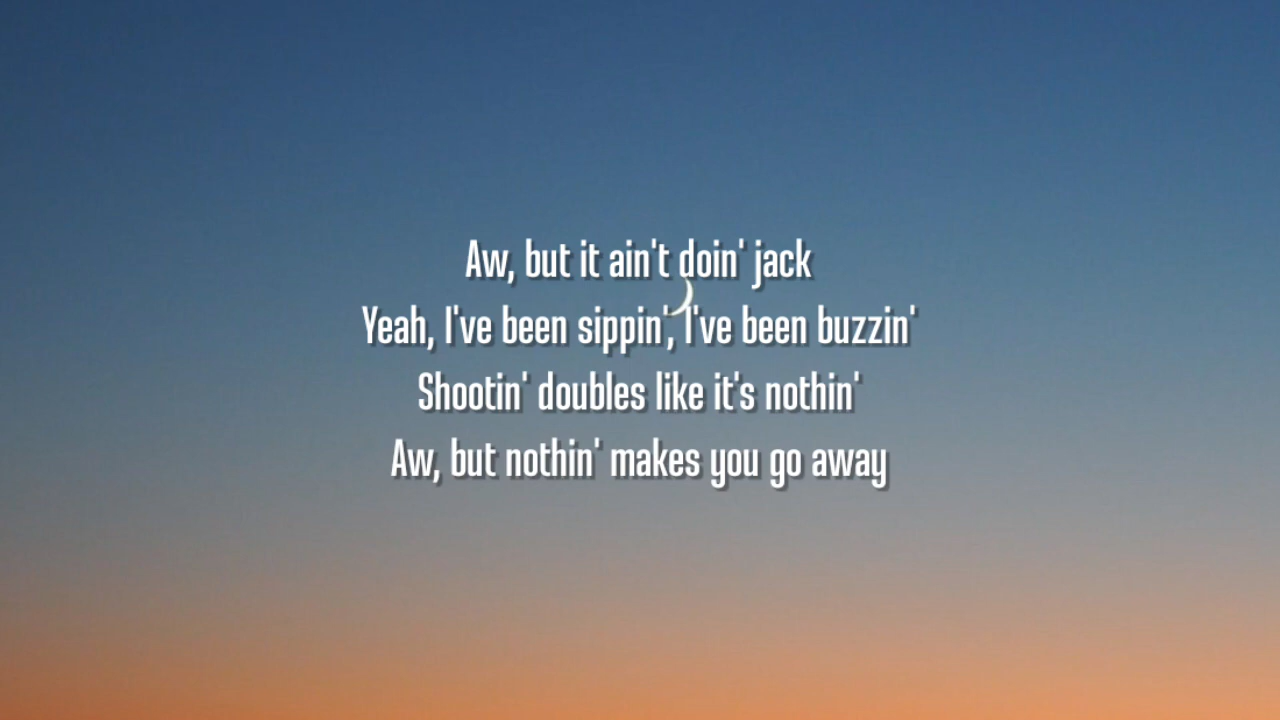 Aw, but it ain't doin' jack
Yeah, I've been sippin', I've been buzzin'
Shootin' doubles like it's nothin'
Aw, but nothin' makes you go away